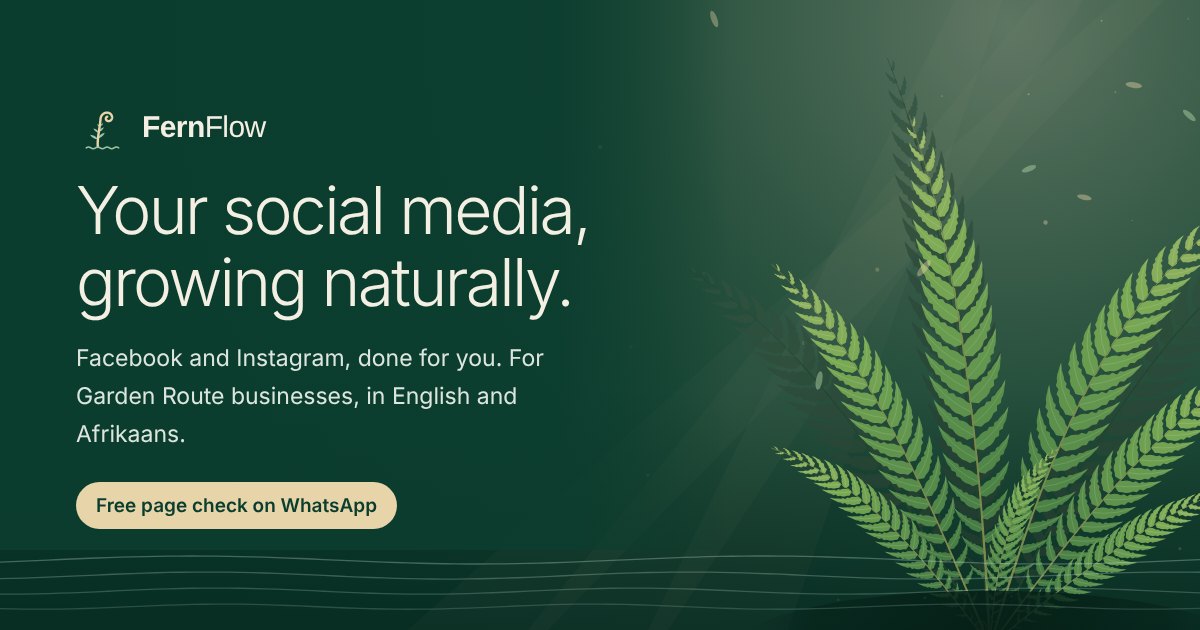 FernFlow
Your social media,
growing naturally.
Facebook and Instagram, done for you. For
Garden Route businesses, in English and
Afrikaans.
Free page check on WhatsApp